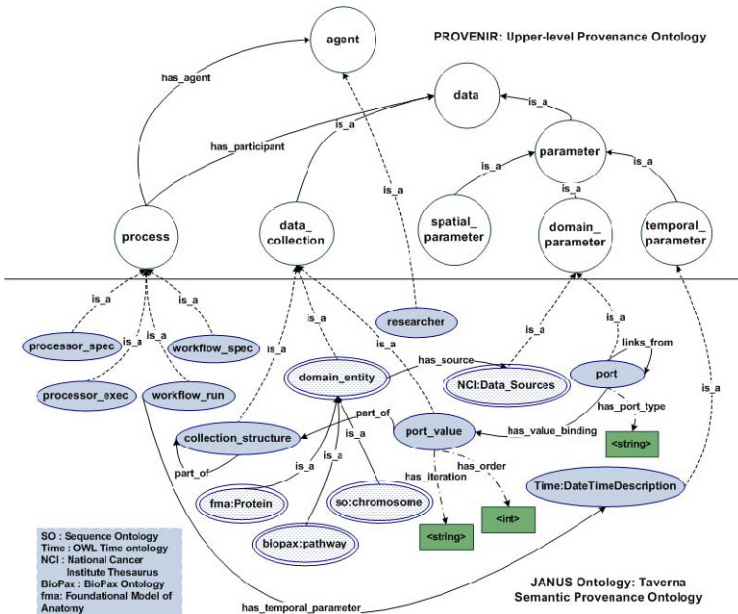 agent
PROVENIR: Upper-level Provenance Ontology
has_agent
data
is_a
is_a
has_participant
parameter
is_a
is_a
is_a
is_a
process
data_
collection
spatial_
parameter
domain_
parameter
temporal_
parameter
is_a
is_a
is_a
is_a
is_a
is_a
is_a
is_a
is_a
is_a
researcher
processor_spec
workflow_spec
links_from
has_source
domain_entity
NCI:Data_Sources
port
processor_exec
workflow_run
part_of
has_port_type
collection_structure
port_value
has_value_binding
<string>
part_of
is_a
is_a
is_a
has_iteration
has_order
fma:Protein
so:chromosome
Time:DateTimeDescription
<int>
<string>
biopax:pathway
SO : Sequence Ontology
Time : OWL Time ontology
NCI : National Cancer
Institute Thesaurus
BioPax : BioPax Ontology
fma: Foundational Model of
Anatomy
has_temporal_parameter
JANUS Ontology: Taverna
Semantic Provenance Ontology